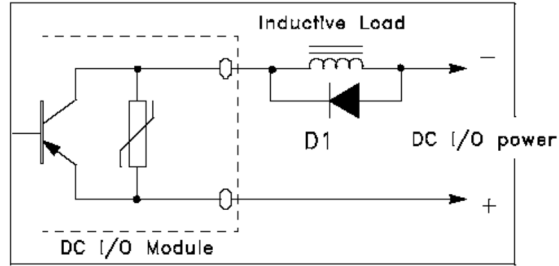 Inductive Load
−
D1
DC I/O power
+
DC I/O Module